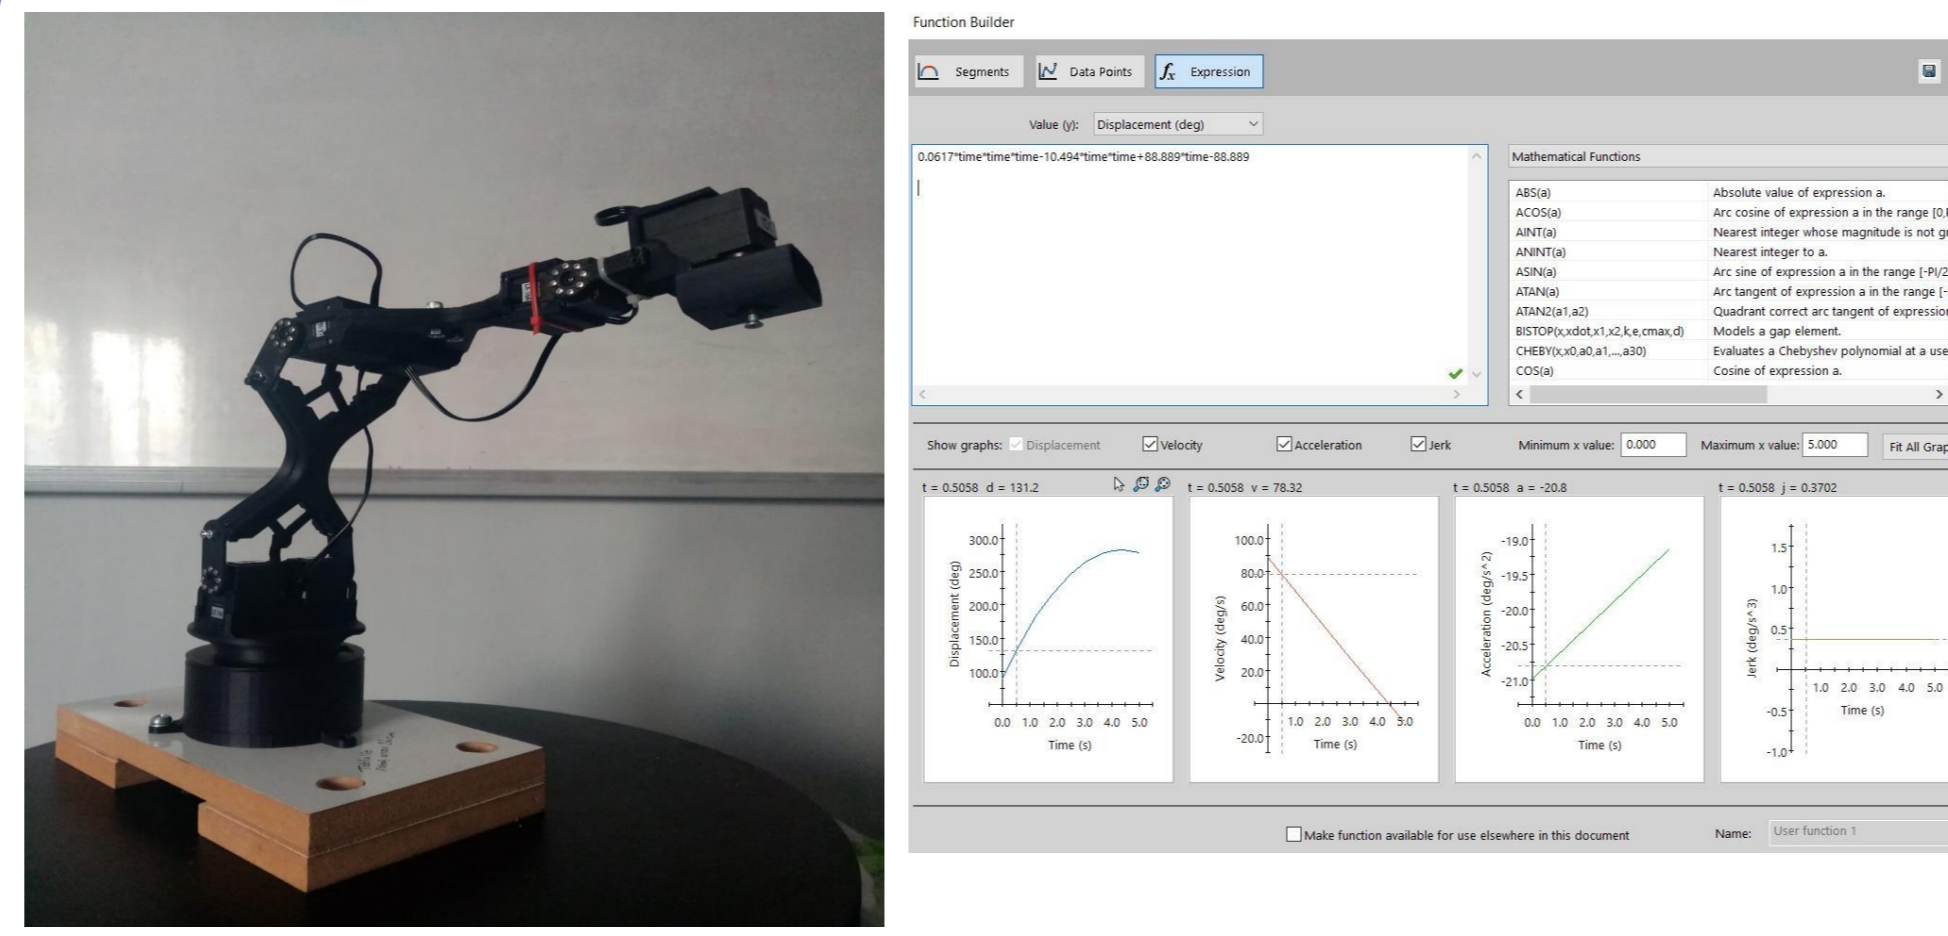 Function Builder
Segments
Data Points
fx Expression
Value (y): Displacement (deg)
0.0617*time*time*time-10.494*time*time+88.889*time-88.889
Mathematical Functions
ABS(a) Absolute value of expression a.
ACOS(a) Arc cosine of expression a in the range [0,
AINT(a) Nearest integer whose magnitude is not
ANINT(a) Nearest integer to a.
ASIN(a) Arc sine of expression a in the range [-PI/2
ATAN(a) Arc tangent of expression a in the range [-
ATAN2(a1,a2) Quadrant correct arc tangent of expression
BISTOP(x,xdot,x1,x2,k,e,cmax,d) Models a gap element.
CHEBY(x,x0,a0,a1,...,a30) Evaluates a Chebyshev polynomial at a use
COS(a) Cosine of expression a.
Show graphs: Displacement Velocity Acceleration Jerk Minimum x value: 0.000 Maximum x value: 5.000 Fit All Grap
t = 0.5058 d = 131.2
300.0
250.0
200.0
150.0
100.0
Displacement (deg)
0.0 1.0 2.0 3.0 4.0 5.0
Time (s)
t = 0.5058 v = 78.32
100.0
80.0
60.0
40.0
20.0
-20.0
Velocity (deg/s)
1.0 2.0 3.0 4.0 5.0
Time (s)
t = 0.5058 a = -20.8
-19.0
-19.5
-20.0
-20.5
-21.0
Acceleration (deg/s^2)
0.0 1.0 2.0 3.0 4.0 5.0
Time (s)
t = 0.5058 j = 0.3702
1.5
1.0
0.5
-0.5
-1.0
Jerk (deg/s^3)
1.0 2.0 3.0 4.0 5.0
Time (s)
Make function available for use elsewhere in this document
Name: User function 1